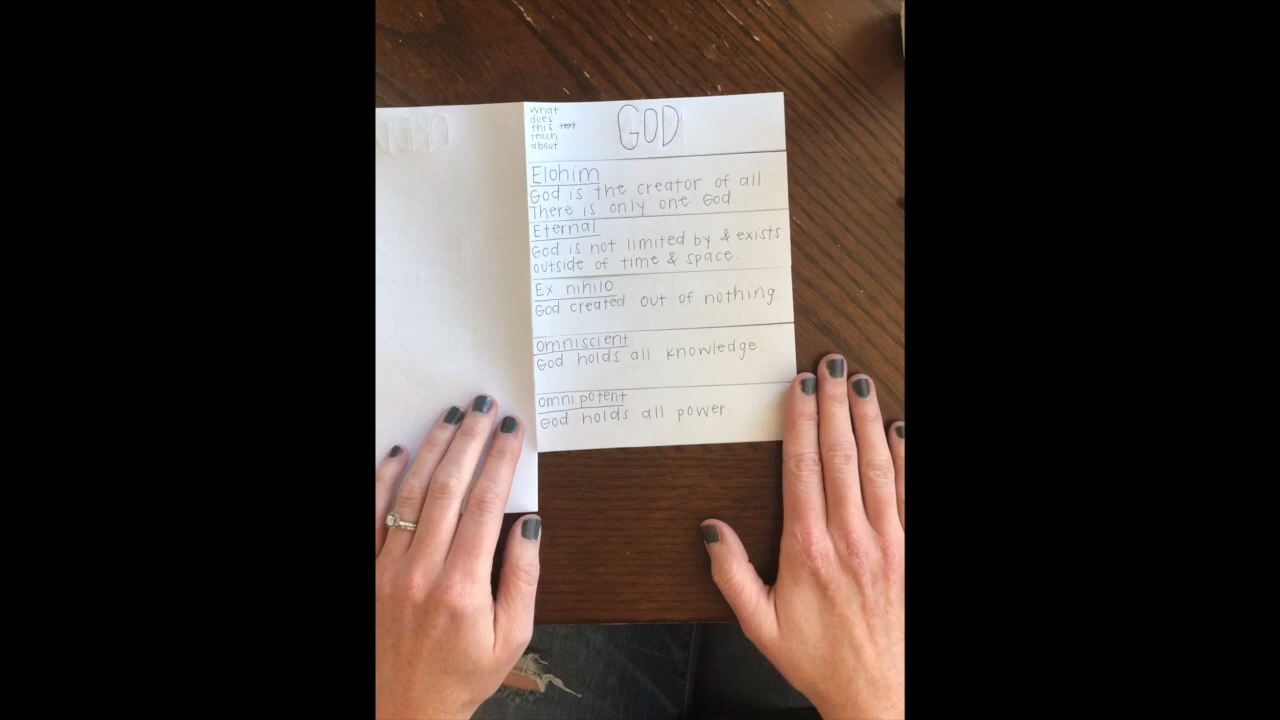 what
does
this text
teach
about
GOD
Elohim
God is the creator of all
There is only one God.
Eternal
God is not limited by & exists
outside of time & space.
Ex nihilo
God created out of nothing
omniscient
God holds all knowledge.
omnipotent
God holds all power.